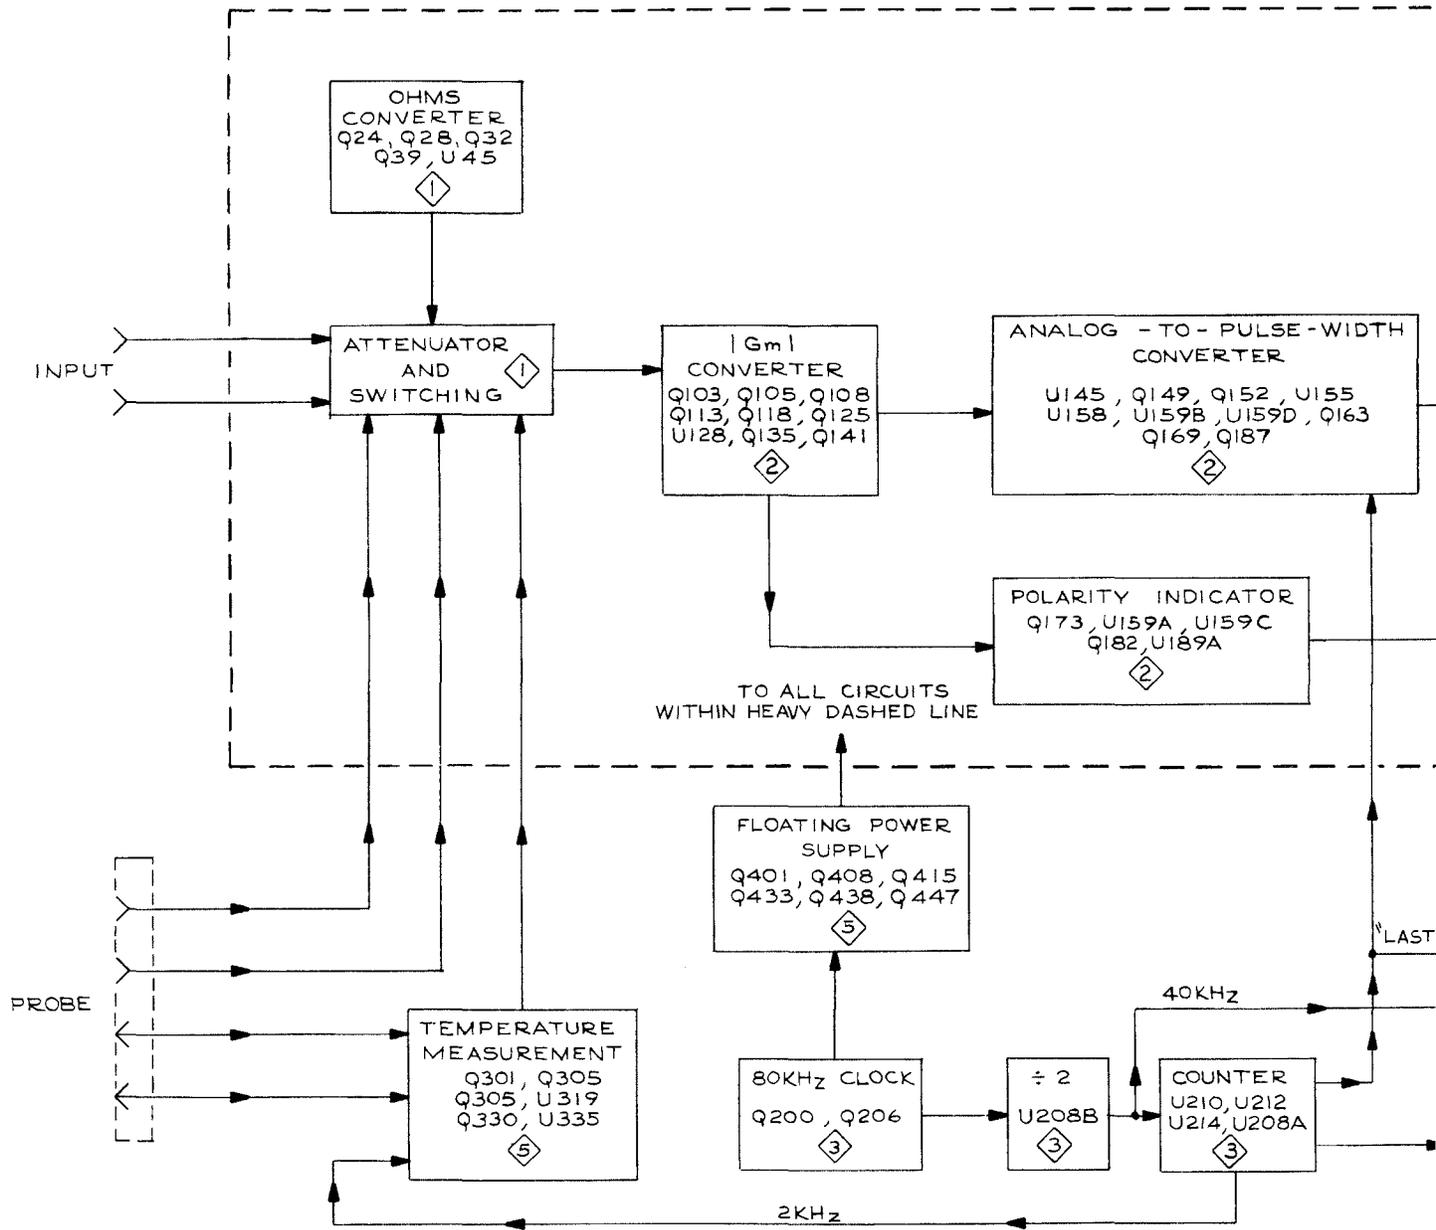 OHMS
CONVERTER
Q24, Q28, Q32
Q39, U45
1
INPUT
ATTENUATOR
AND
SWITCHING
1
|Gm|
CONVERTER
Q103, Q105, Q108
Q113, Q118, Q125
U128, Q135, Q141
2
ANALOG - TO - PULSE - WIDTH
CONVERTER
U145, Q149, Q152, U155
U158, U159B, U159D, Q163
Q169, Q187
2
POLARITY INDICATOR
Q173, U159A, U159C
Q182, U189A
2
TO ALL CIRCUITS
WITHIN HEAVY DASHED LINE
FLOATING POWER
SUPPLY
Q401, Q408, Q415
Q433, Q438, Q447
5
"LAST
PROBE
TEMPERATURE
MEASUREMENT
Q301, Q305
Q305, U319
Q330, U335
5
80KHz CLOCK
Q200, Q206
3
÷ 2
U208B
3
40KHz
COUNTER
U210, U212
U214, U208A
3
2KHz